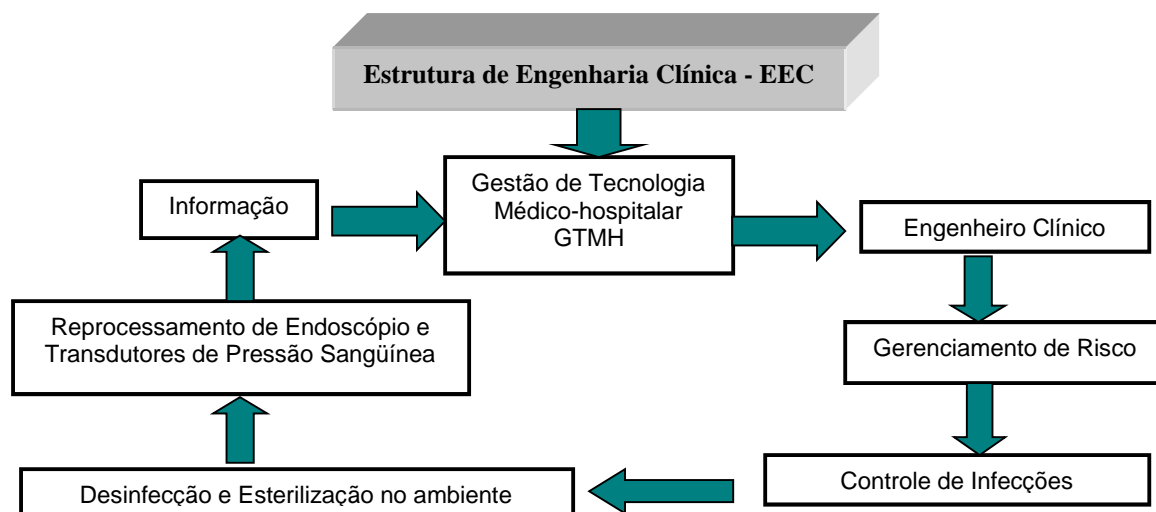 Estrutura de Engenharia Clínica - EEC
Gestão de Tecnologia
Médico-hospitalar
GTMH
Informação
Engenheiro Clínico
Reprocessamento de Endoscópio e
Transdutores de Pressão Sangüínea
Gerenciamento de Risco
Controle de Infecções
Desinfecção e Esterilização no ambiente